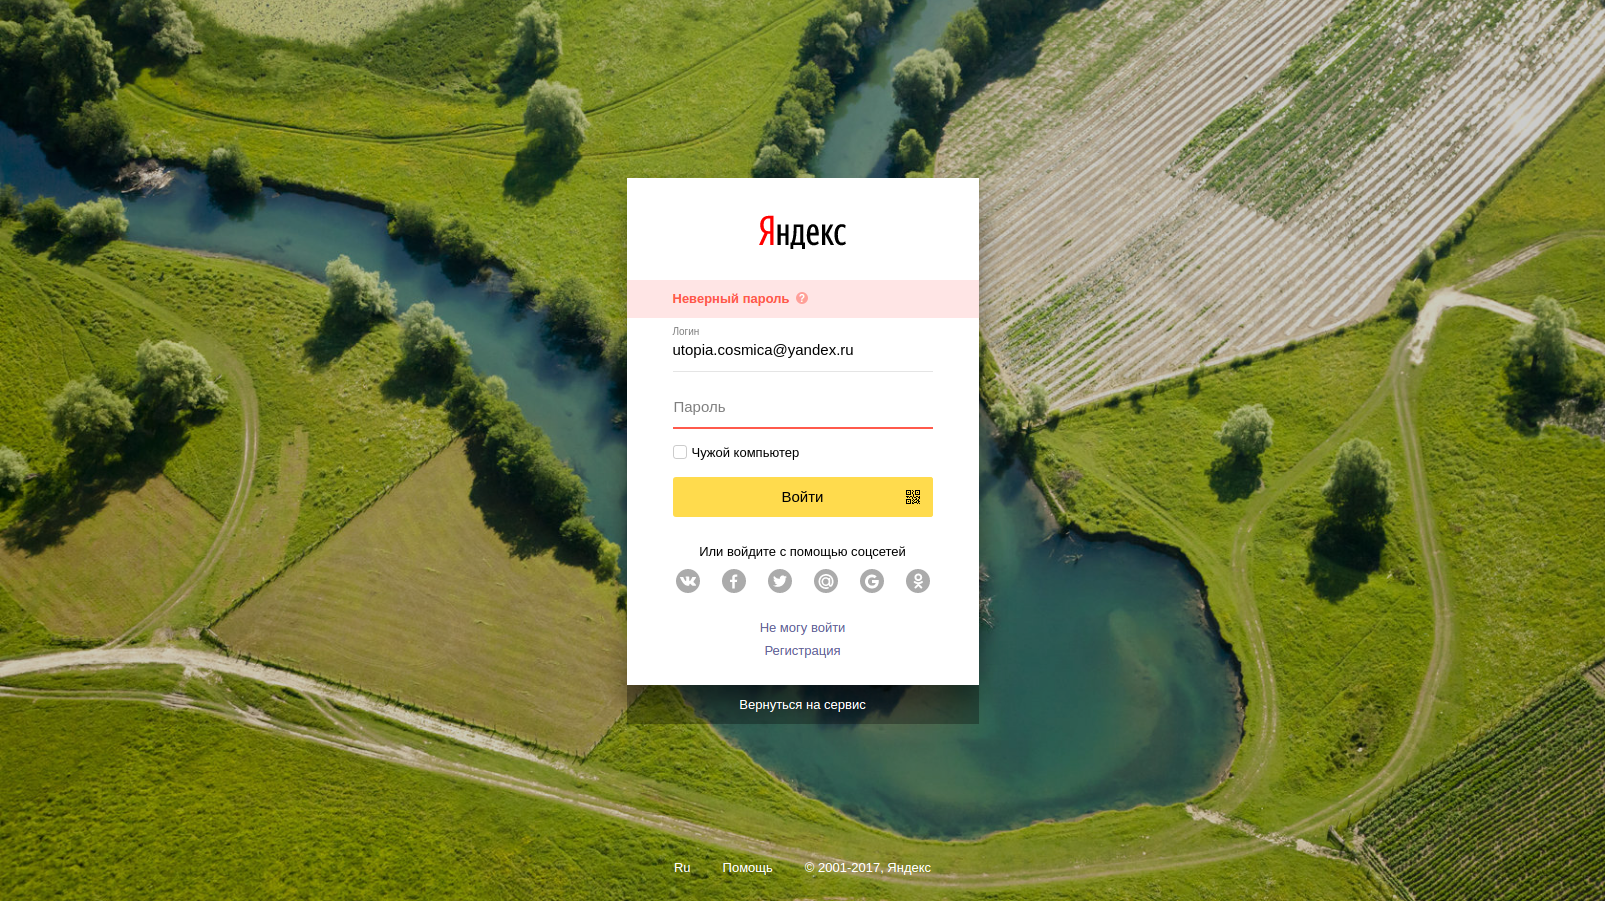 Яндекс
Неверный пароль ?
Логин
utopia.cosmica@yandex.ru
Пароль
Чужой компьютер
Войти
Или войдите с помощью соцсетей
Не могу войти
Регистрация
Вернуться на сервис
Ru Помощь © 2001-2017, Яндекс